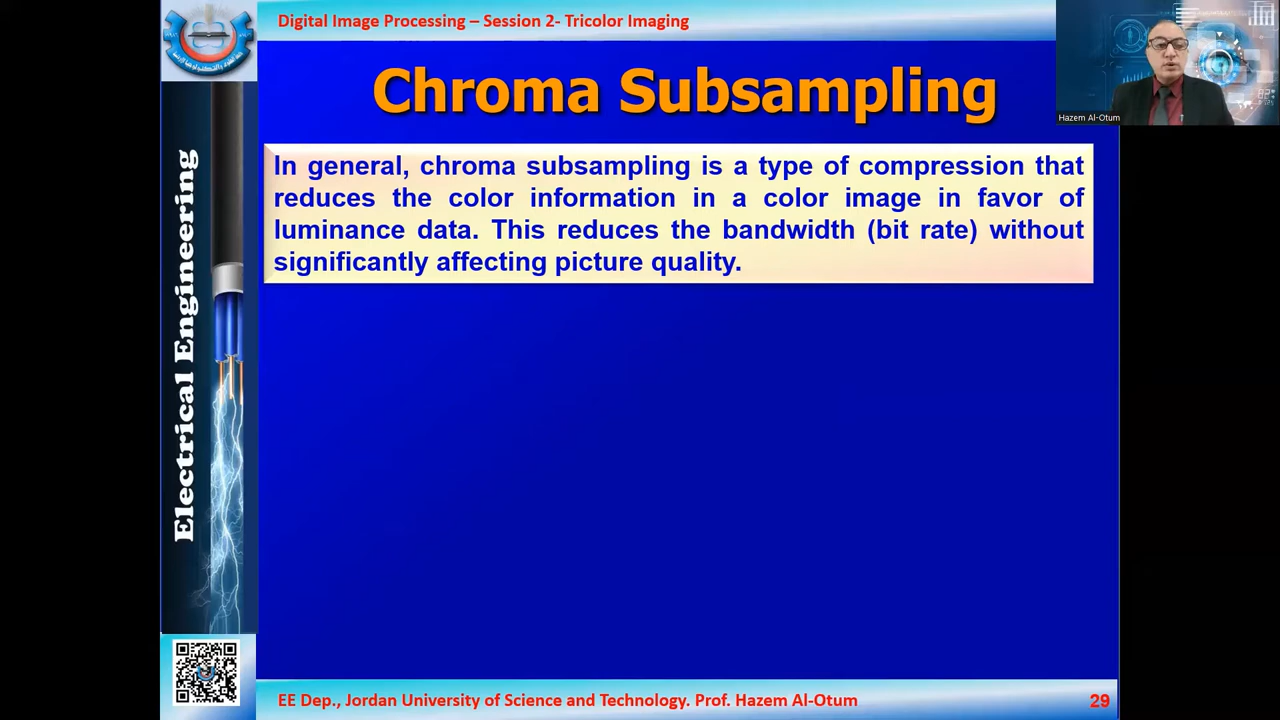 Digital Image Processing – Session 2- Tricolor Imaging
Chroma Subsampling
Hazem Al-Otum
In general, chroma subsampling is a type of compression that
reduces the color information in a color image in favor of
luminance data. This reduces the bandwidth (bit rate) without
significantly affecting picture quality.
Electrical Engineering
EE Dep., Jordan University of Science and Technology. Prof. Hazem Al-Otum
29